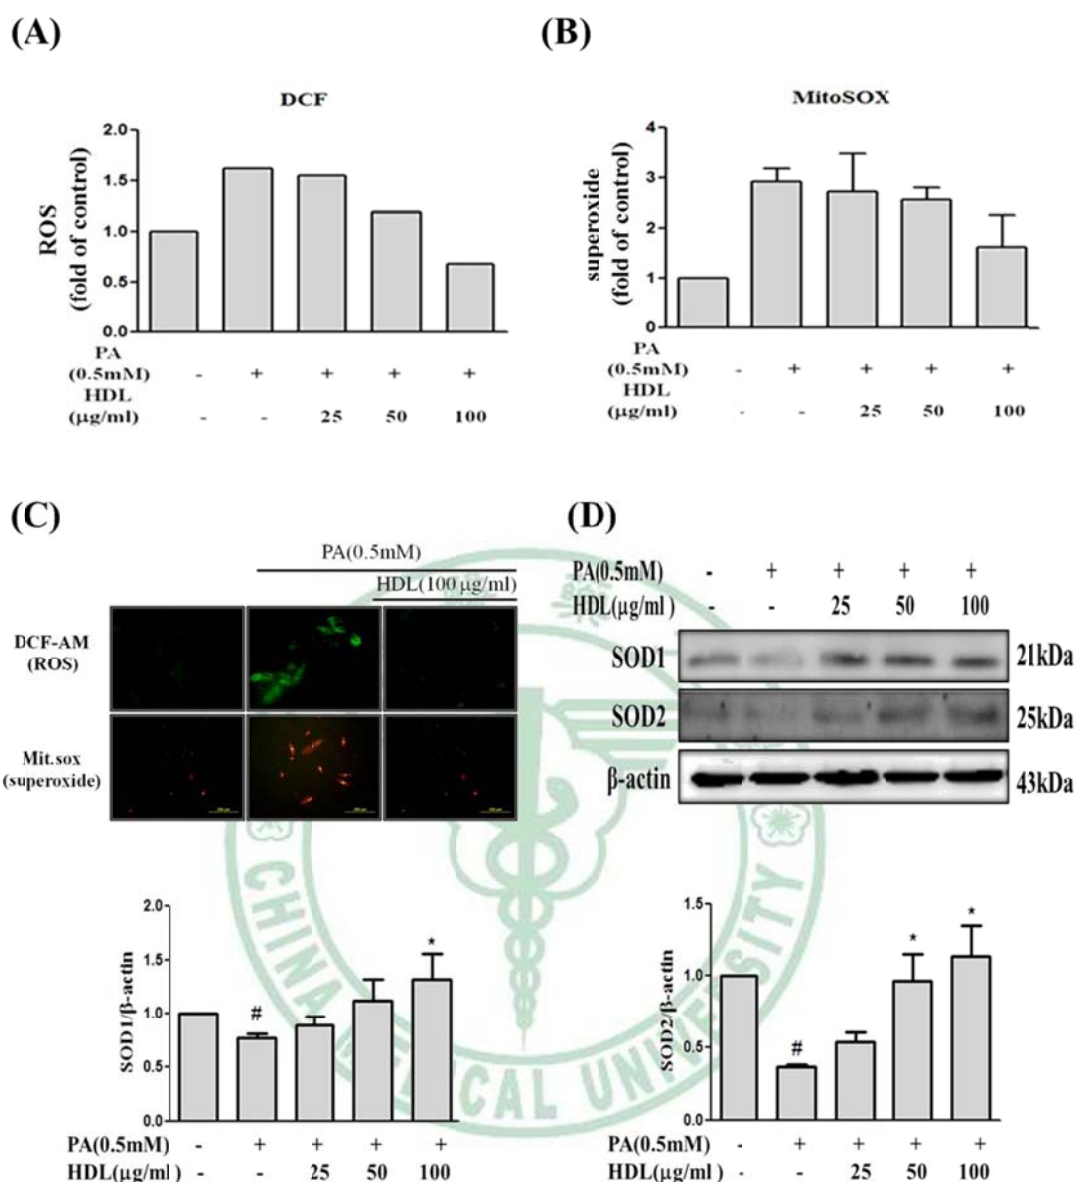 (A)
(B)
DCF
MitoSOX
ROS
(fold of control)
2.0
1.5
1.0
0.5
0.0
superoxide
(fold of control)
4
3
2
1
0
PA
(0.5mM) - + + + +
HDL
(μg/ml) - - 25 50 100
PA
(0.5mM) - + + + +
HDL
(μg/ml) - - 25 50 100
(C)
(D)
PA(0.5mM)
HDL(100 μg/ml)
DCF-AM
(ROS)
Mit.sox
(superoxide)
PA(0.5mM) - + + + +
HDL(μg/ml ) - - 25 50 100
SOD1 21kDa
SOD2 25kDa
β-actin 43kDa
CHINA MEDICAL UNIVERSITY
SOD1/β-actin
2.0
1.5
1.0
0.5
0.0
# *
PA(0.5mM) - + + + +
HDL(μg/ml ) - - 25 50 100
SOD2/β-actin
1.5
1.0
0.5
0.0
# * *
PA(0.5mM) - + + + +
HDL(μg/ml ) - - 25 50 100